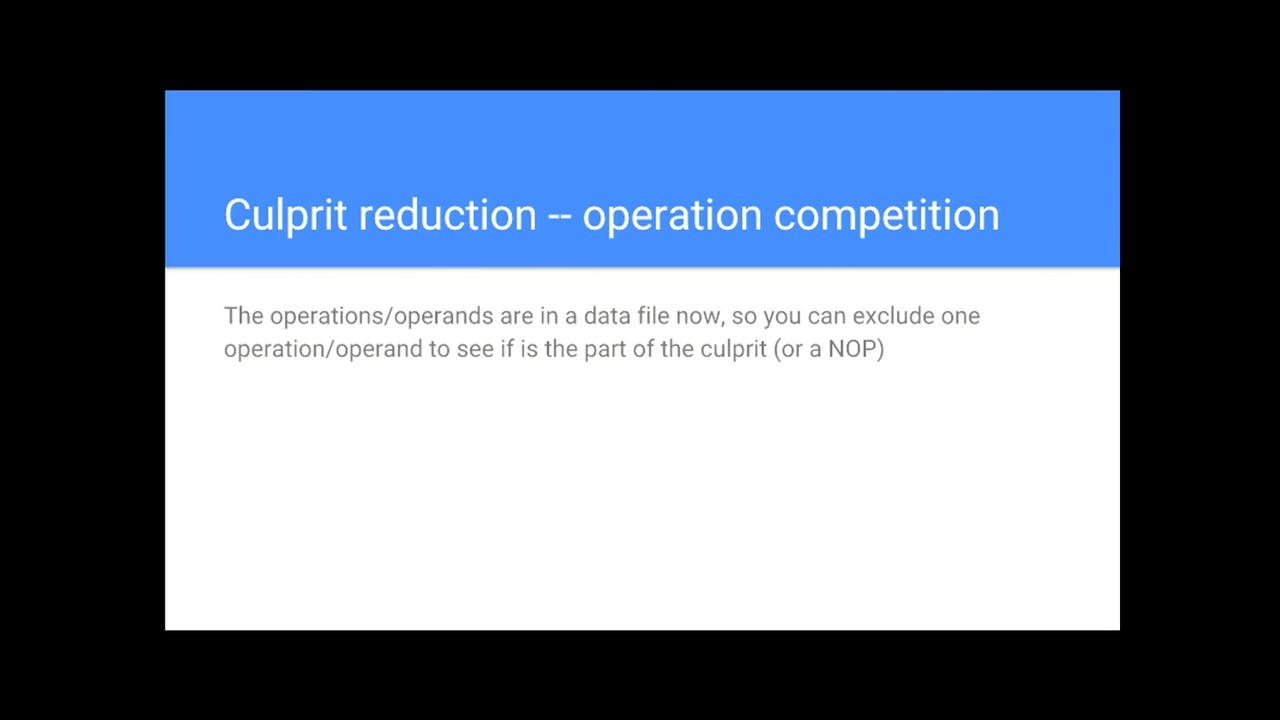 Culprit reduction -- operation competition
The operations/operands are in a data file now, so you can exclude one
operation/operand to see if is the part of the culprit (or a NOP)